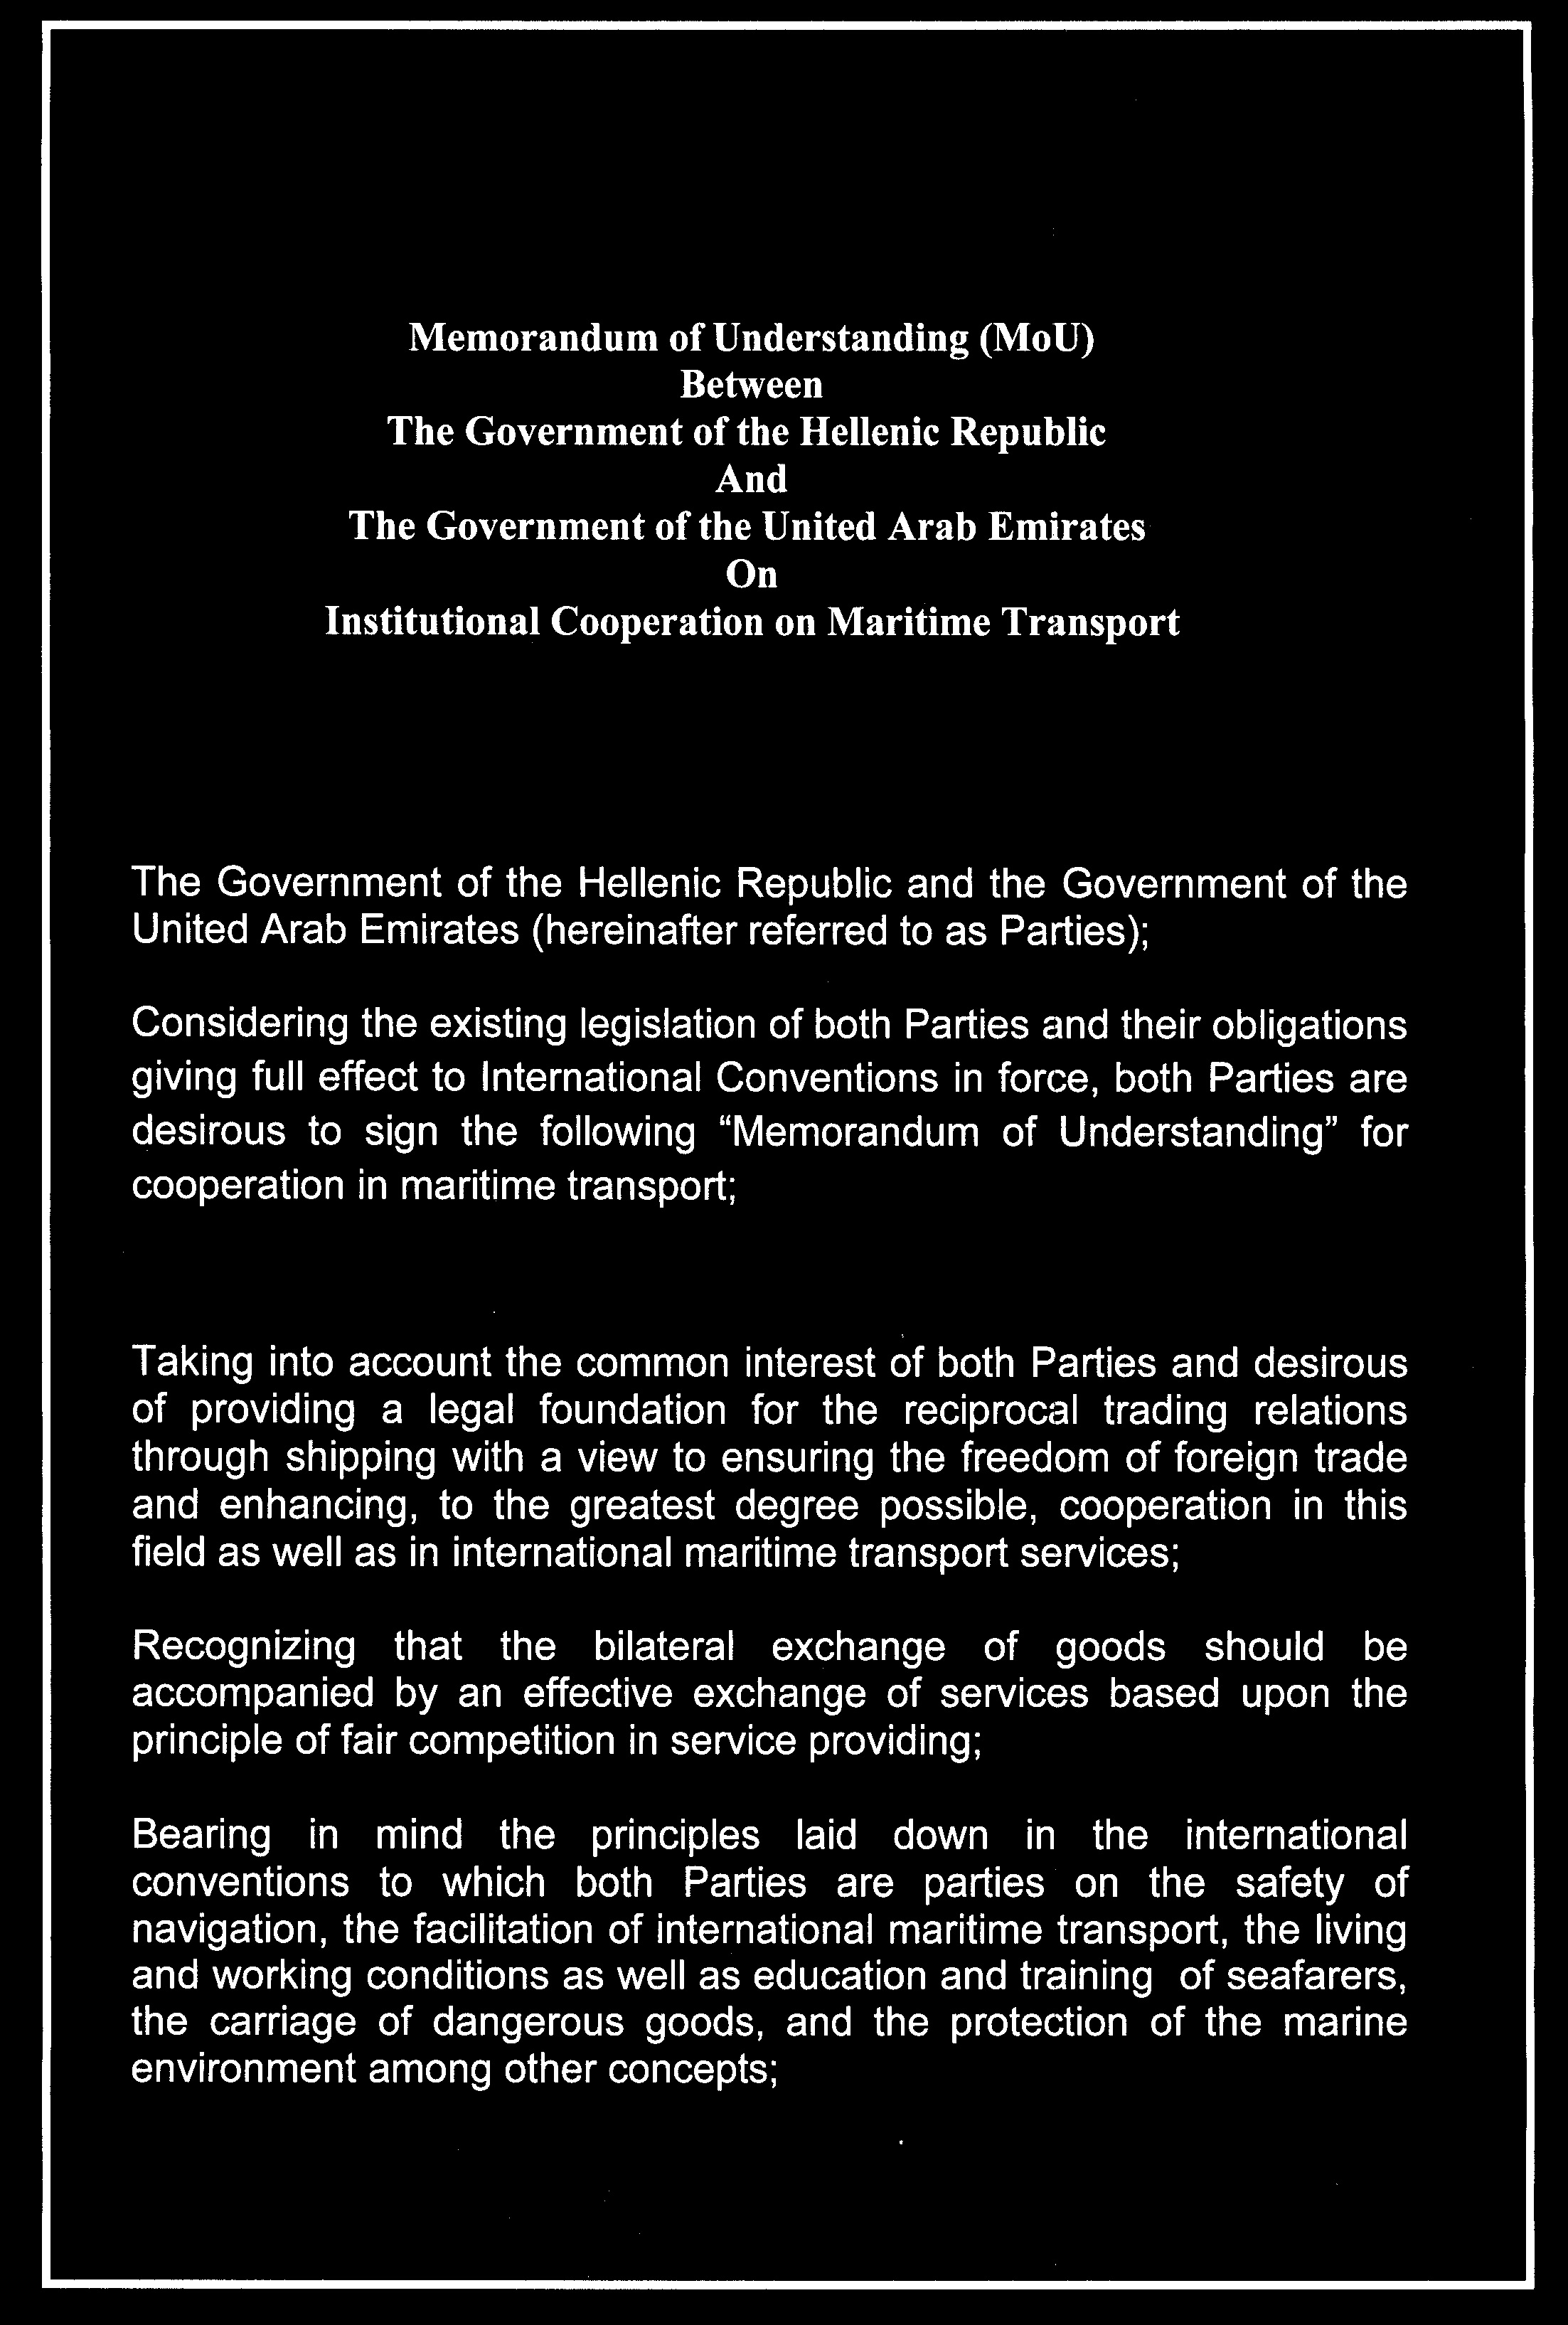 Memorandum of Understanding (MoU)
Between
The Government of the Hellenic Republic
And
The Government of the United Arab Emirates
On
Institutional Cooperation on Maritime Transport
The Government of the Hellenic Republic and the Government of the
United Arab Emirates (hereinafter referred to as Parties);
Considering the existing legislation of both Parties and their obligations
giving full effect to International Conventions in force, both Parties are
desirous to sign the following “Memorandum of Understanding” for
cooperation in maritime transport;
Taking into account the common interest of both Parties and desirous
of providing a legal foundation for the reciprocal trading relations
through shipping with a view to ensuring the freedom of foreign trade
and enhancing, to the greatest degree possible, cooperation in this
field as well as in international maritime transport services;
Recognizing that the bilateral exchange of goods should be
accompanied by an effective exchange of services based upon the
principle of fair competition in service providing;
Bearing in mind the principles laid down in the international
conventions to which both Parties are parties on the safety of
navigation, the facilitation of international maritime transport, the living
and working conditions as well as education and training of seafarers,
the carriage of dangerous goods, and the protection of the marine
environment among other concepts;